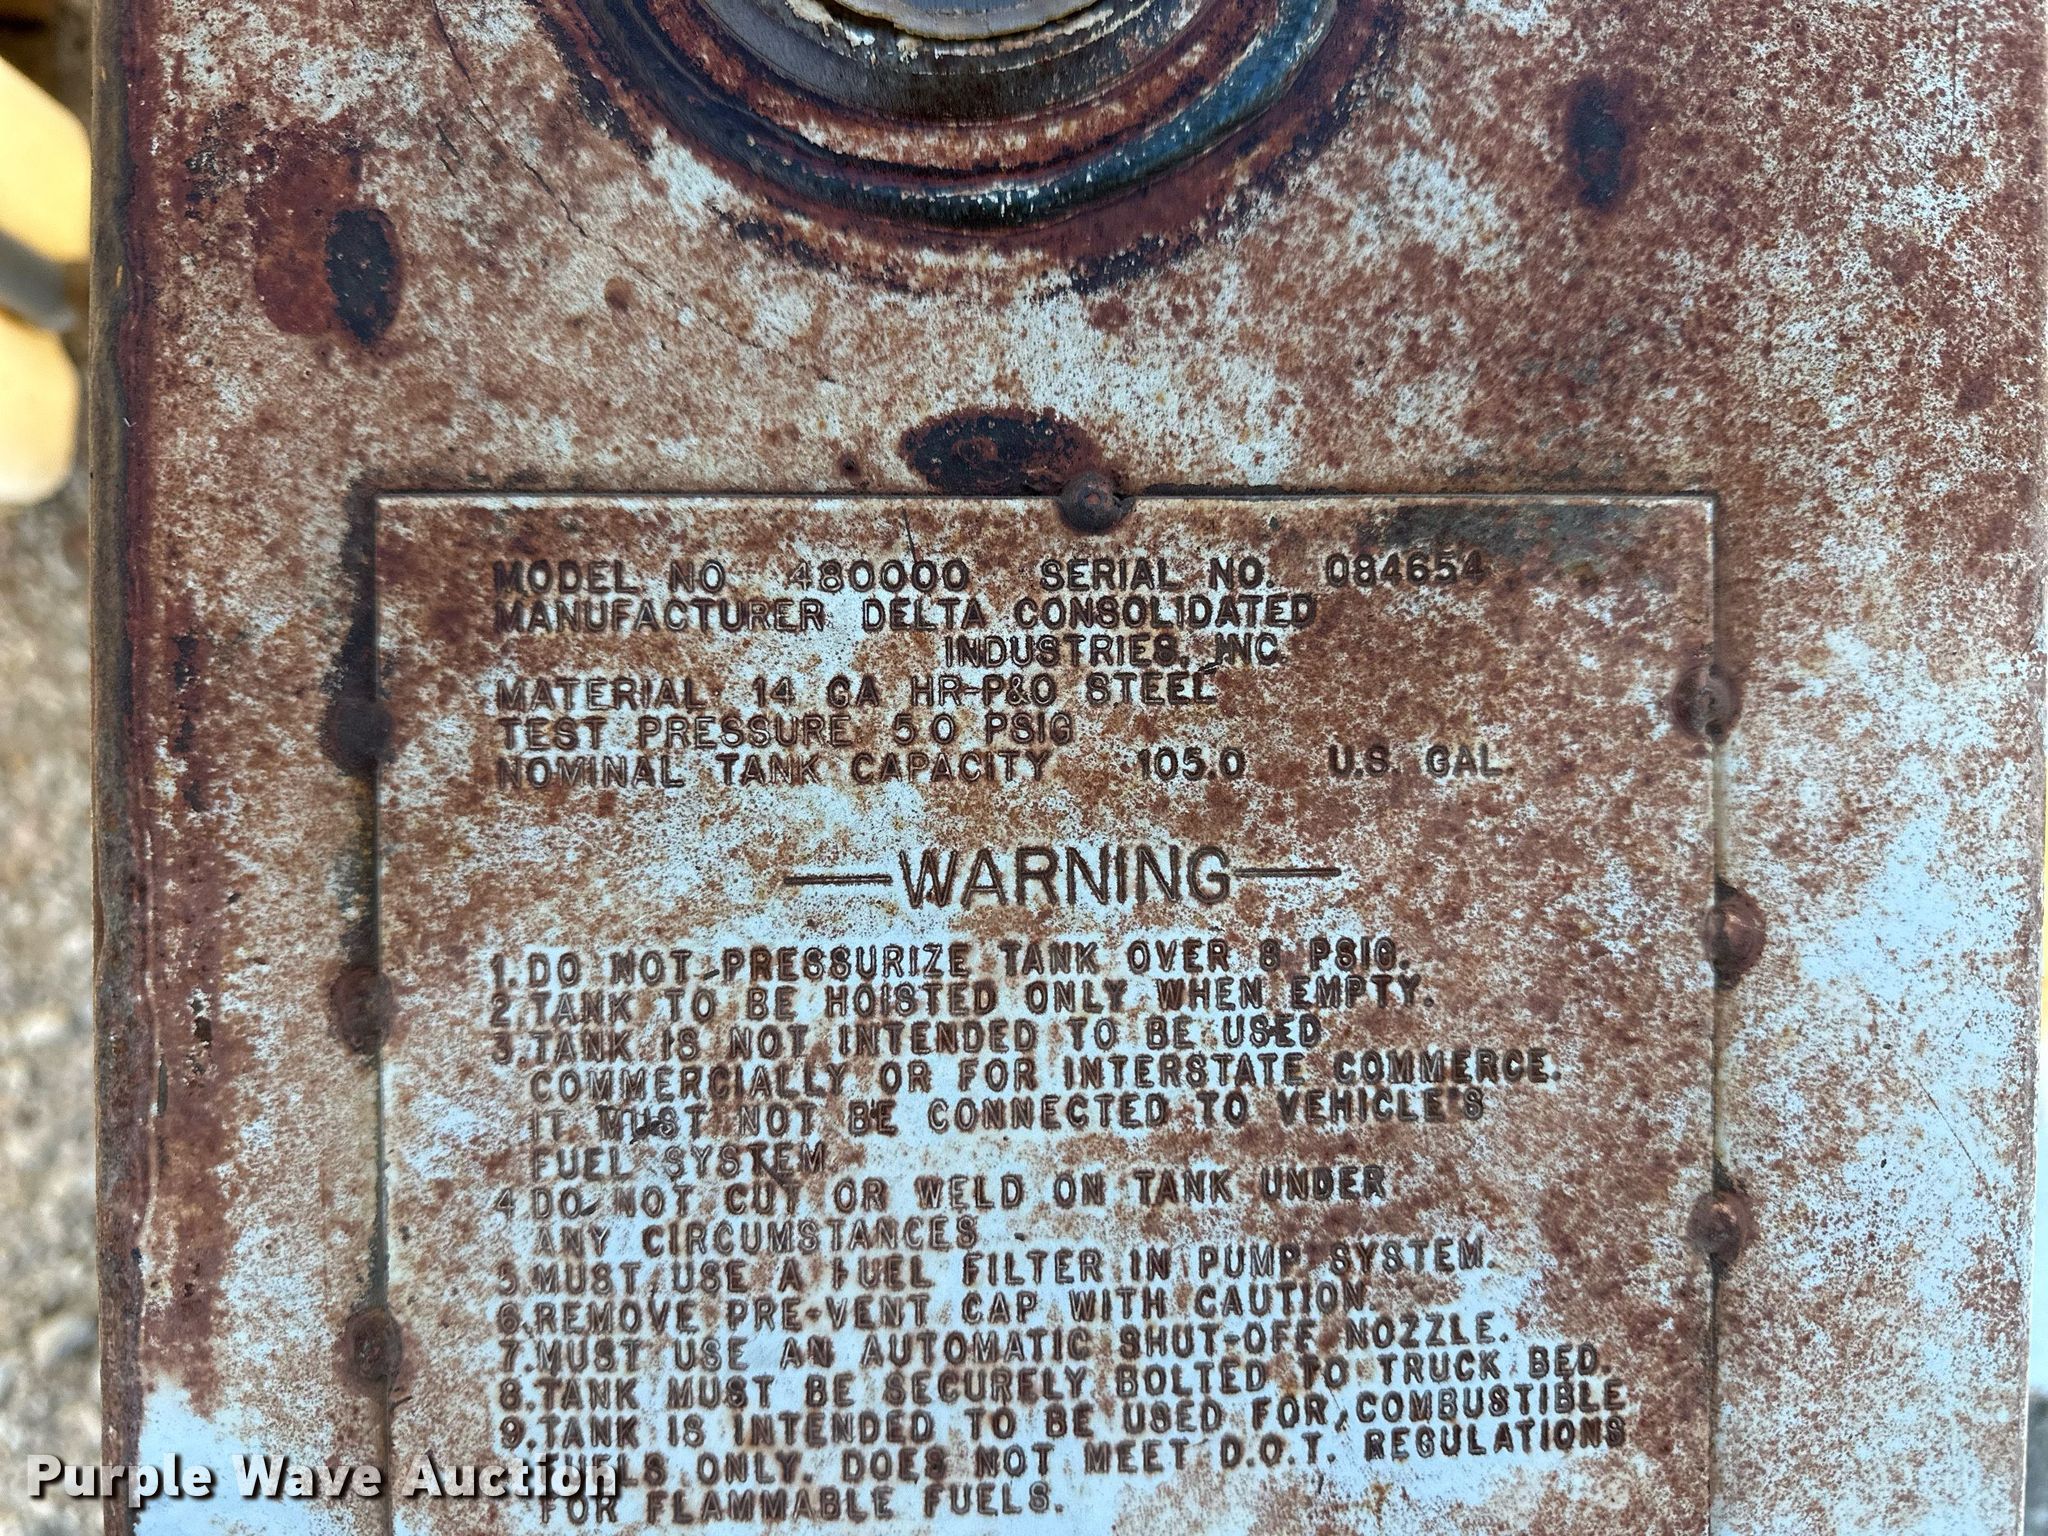 MODEL NO 480000 SERIAL NO. 084654
MANUFACTURER DELTA CONSOLIDATED
INDUSTRIES, INC.
MATERIAL 14 GA HR-P&O STEEL
TEST PRESSURE 5.0 PSIG
NOMINAL TANK CAPACITY 105.0 U.S. GAL.
—WARNING—
1. DO NOT PRESSURIZE TANK OVER 8 PSIG.
2. TANK TO BE HOISTED ONLY WHEN EMPTY.
3. TANK IS NOT INTENDED TO BE USED
COMMERCIALLY OR FOR INTERSTATE COMMERCE.
IT MUST NOT BE CONNECTED TO VEHICLE'S
FUEL SYSTEM
4 DO NOT CUT OR WELD ON TANK UNDER
ANY CIRCUMSTANCES
5. MUST USE A FUEL FILTER IN PUMP SYSTEM.
6. REMOVE PRE-VENT CAP WITH CAUTION.
7. MUST USE AN AUTOMATIC SHUT-OFF NOZZLE.
8. TANK MUST BE SECURELY BOLTED TO TRUCK BED.
9. TANK IS INTENDED TO BE USED FOR COMBUSTIBLE
FUELS ONLY. DOES NOT MEET D.O.T. REGULATIONS
FOR FLAMMABLE FUELS.
Purple Wave Auction